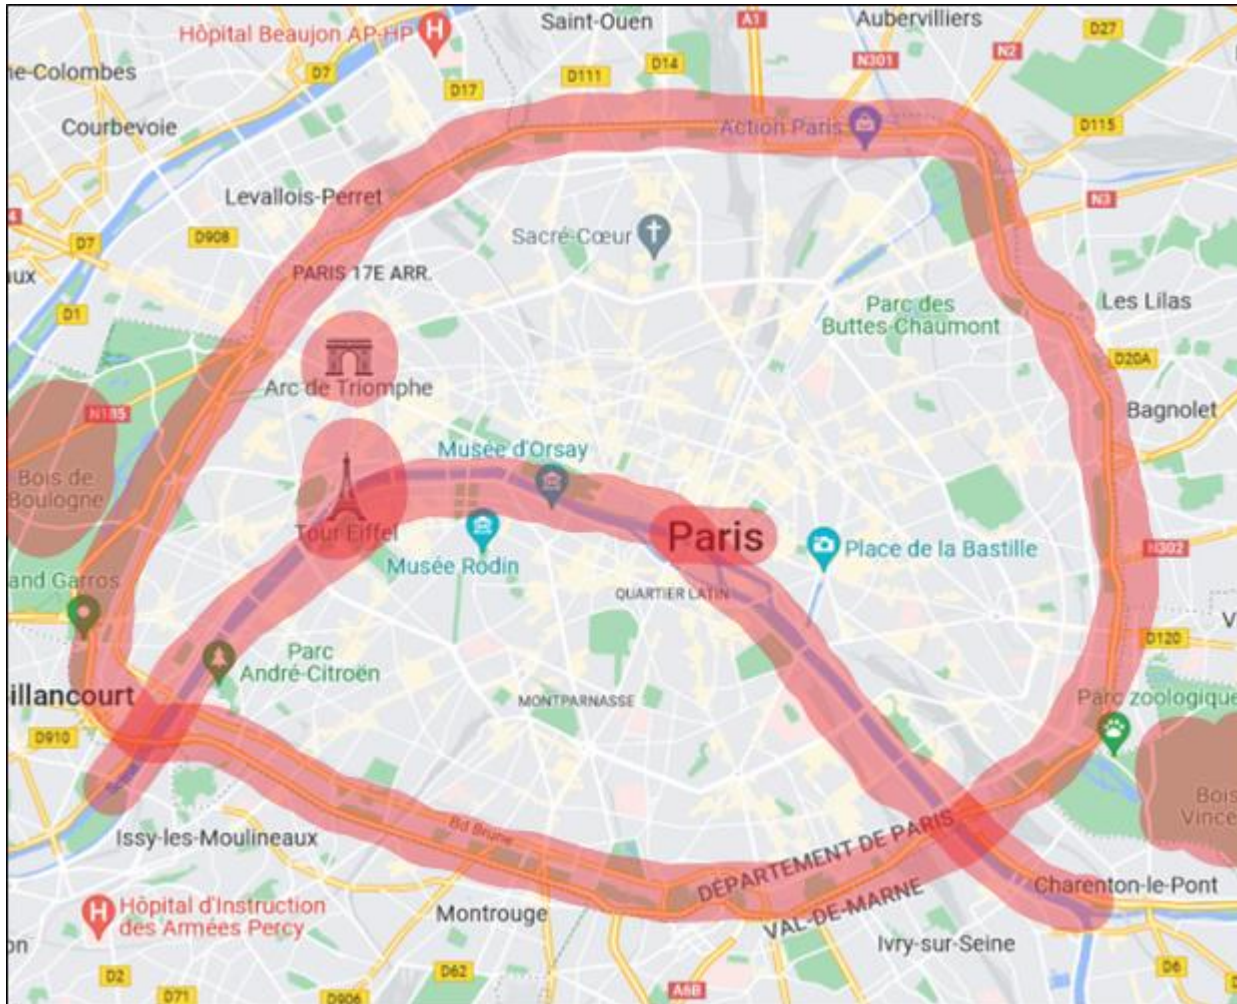 Saint-Ouen
A1
Aubervilliers
D27
Hôpital Beaujon AP-HP
H
N2
N301
D14
D111
D7
ne-Colombes
D17
Courbevoie
Action Paris
D115
Levallois-Perret
N3
4
D7
D908
Sacré-Cœur
PARIS 17E ARR.
aux
D1
Parc des
Buttes-Chaumont
Les Lilas
D20A
Arc de Triomphe
N185
Bagnolet
Musée d'Orsay
Bois de
Boulogne
Tour Eiffel
Paris
Place de la Bastille
N302
Musée Rodin
and Garros
QUARTIER LATIN
V
D120
Parc
André-Citroën
illancourt
MONTPARNASSE
Parc zoologique
D910
Seine
Bois
Vince
Issy-les-Moulineaux
Bd Brune
DÉPARTEMENT DE PARIS
VAL-DE-MARNE
Charenton-le-Pont
H
Hôpital d'Instruction
des Armées Percy
Montrouge
Ivry-sur-Seine
on
D2
D62
D6
D71
D906
A6B